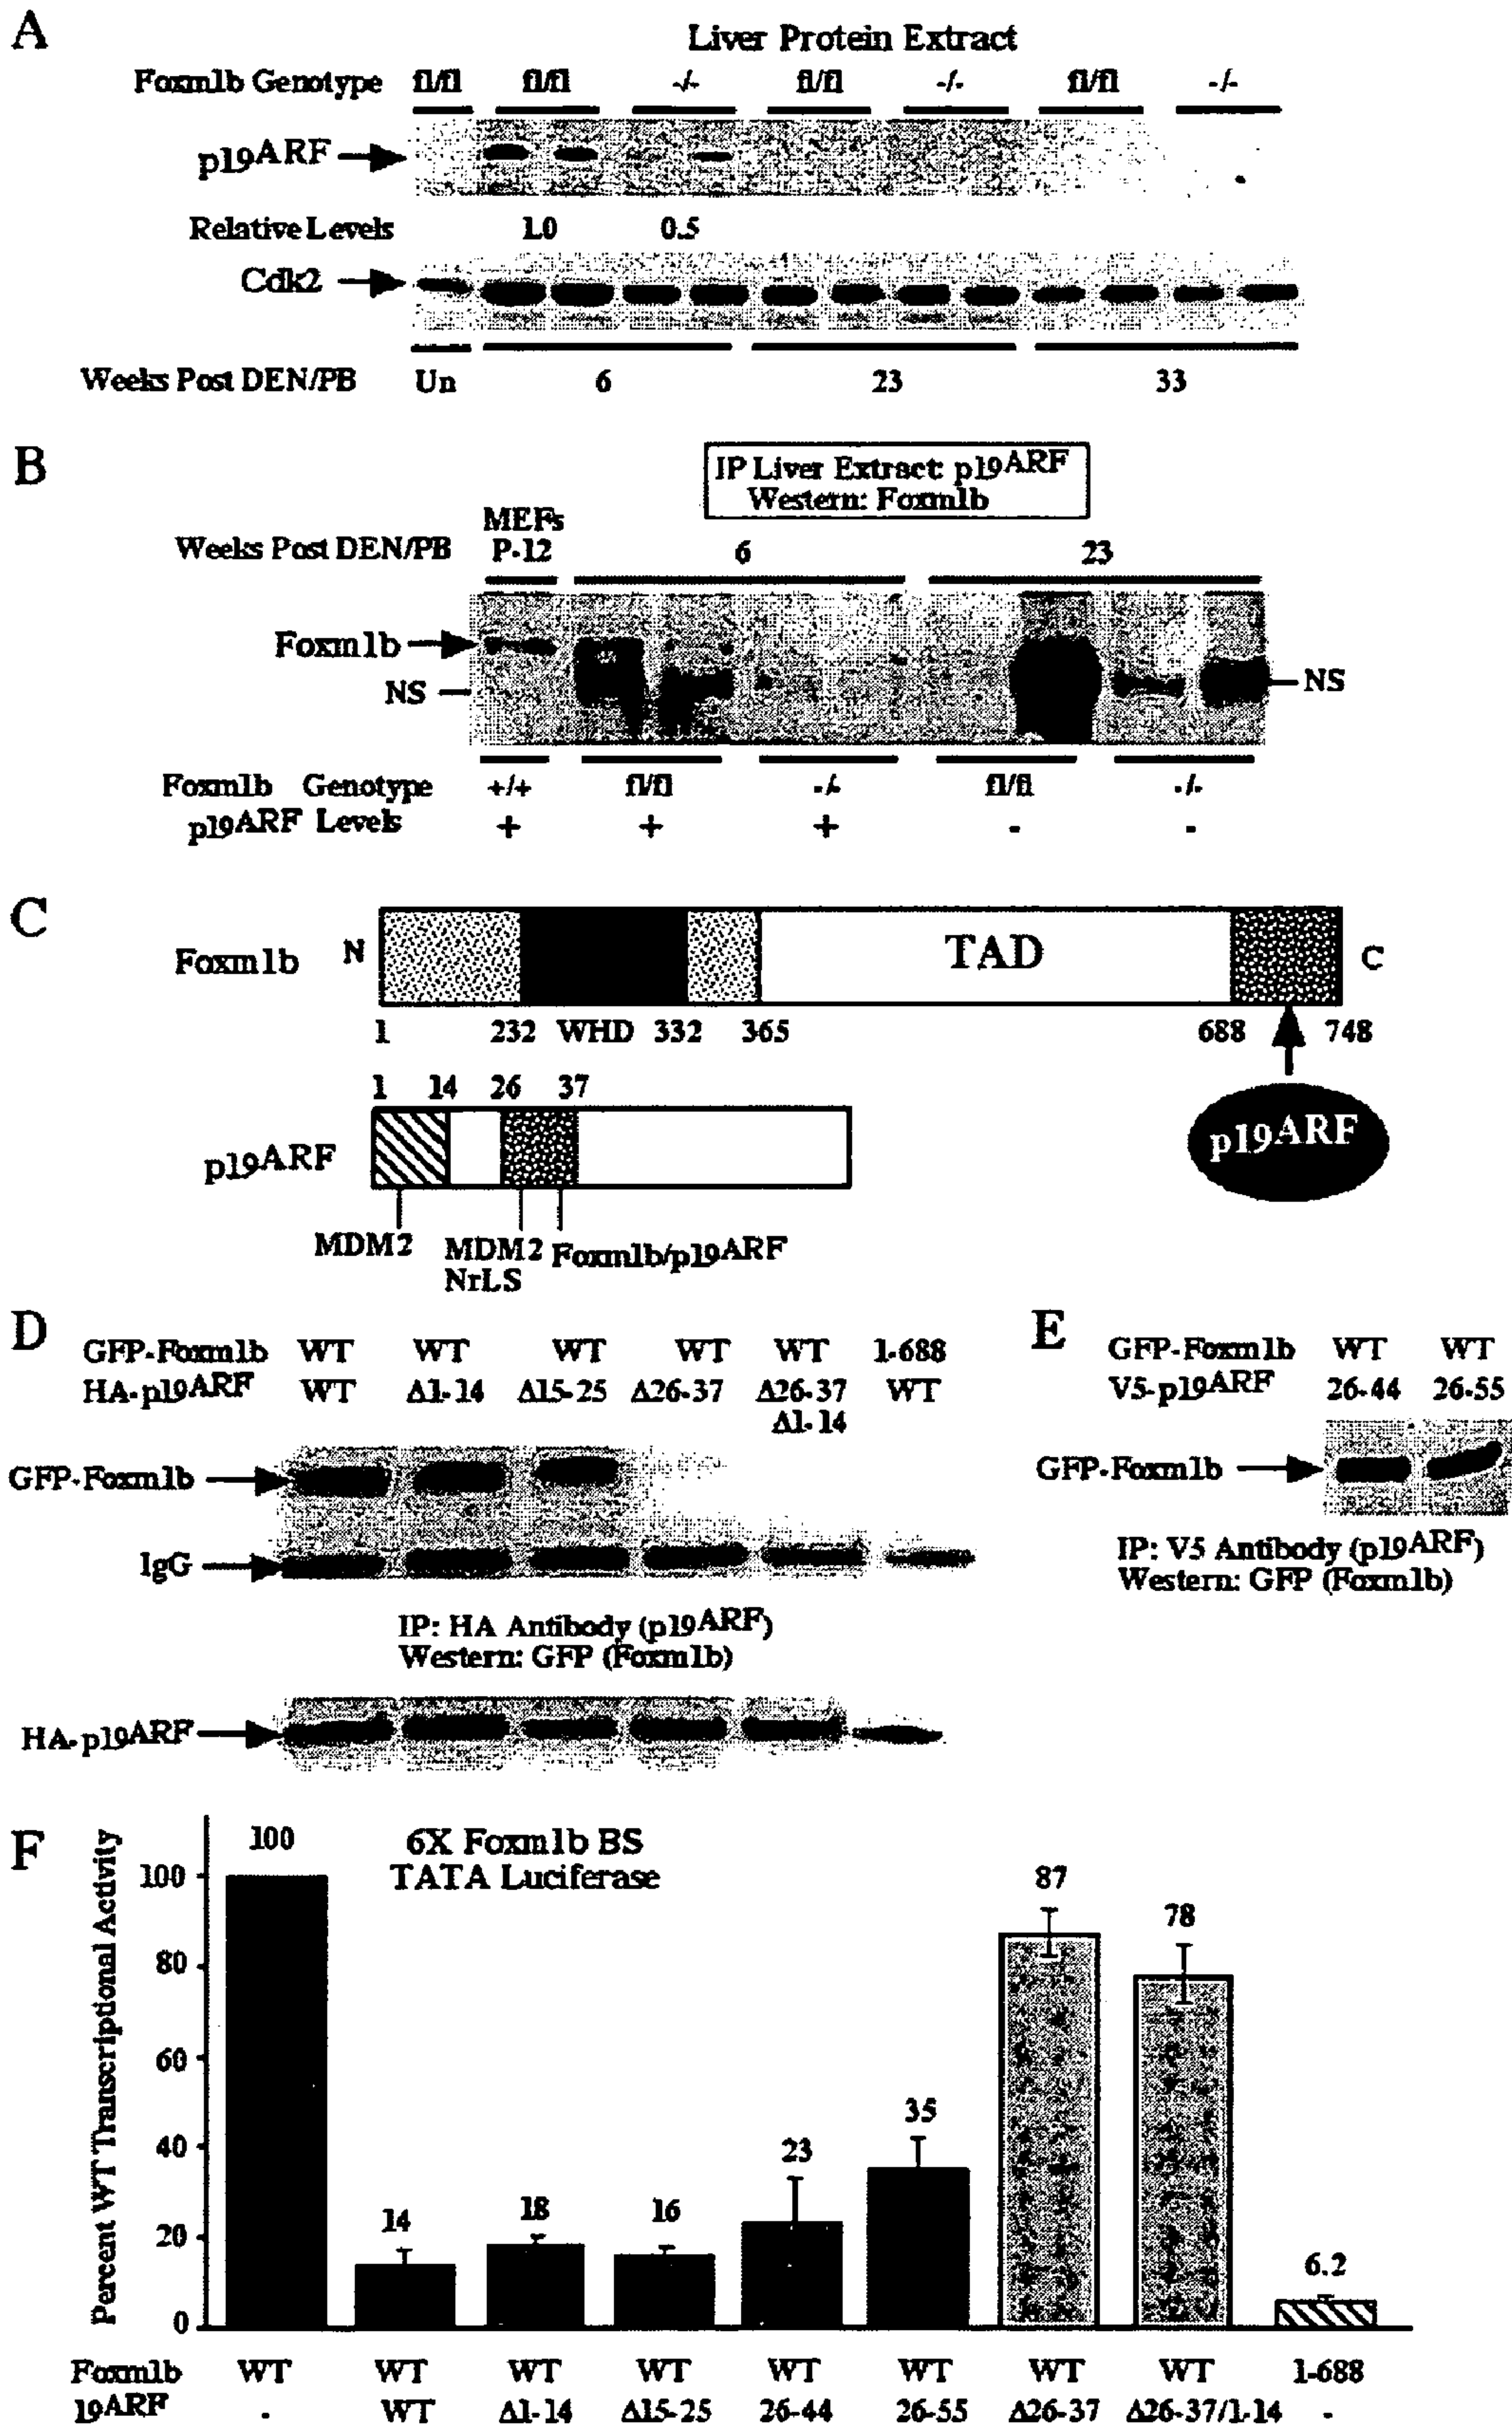 A
Liver Protein Extract
Foxm1b Genotype fl/fl fl/fl -/- fl/fl -/- fl/fl -/-
p19ARF
Relative Levels 1.0 0.5
Cdk2
Weeks Post DEN/PB Un 6 23 33
B
IP Liver Extract: p19ARF
Western: Foxm1b
MEFs
Weeks Post DEN/PB P-12 6 23
Foxm1b
NS NS
Foxm1b Genotype +/+ fl/fl -/- fl/fl -/-
p19ARF Levels + + + - -
C
Foxm1b N TAD C
1 232 WHD 332 365 688 748
1 14 26 37
p19ARF p19ARF
MDM2 MDM2 Foxm1b/p19ARF
NrLS
D
GFP-Foxm1b WT WT WT WT WT 1-688
HA-p19ARF WT Δ1-14 Δ15-25 Δ26-37 Δ26-37 WT
Δ1-14
GFP-Foxm1b
IgG
IP: HA Antibody (p19ARF)
Western: GFP (Foxm1b)
HA-p19ARF
E
GFP-Foxm1b WT WT
V5-p19ARF 26-44 26-55
GFP-Foxm1b
IP: V5 Antibody (p19ARF)
Western: GFP (Foxm1b)
F
6X Foxm1b BS
TATA Luciferase
Percent WT Transcriptional Activity
100
80
60
40
20
0
100 14 18 16 23 35 87 78 6.2
Foxm1b WT WT WT WT WT WT WT WT 1-688
19ARF - WT Δ1-14 Δ15-25 26-44 26-55 Δ26-37 Δ26-37/1-14 -